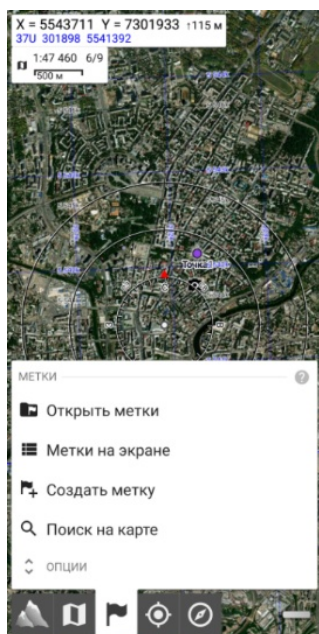 X = 5543711 Y = 7301933 ↑115 м
37U 301898 5541392
1:47 460 6/9
500 м
Точка
МЕТКИ
?
Открыть метки
Метки на экране
Создать метку
Поиск на карте
ОПЦИИ